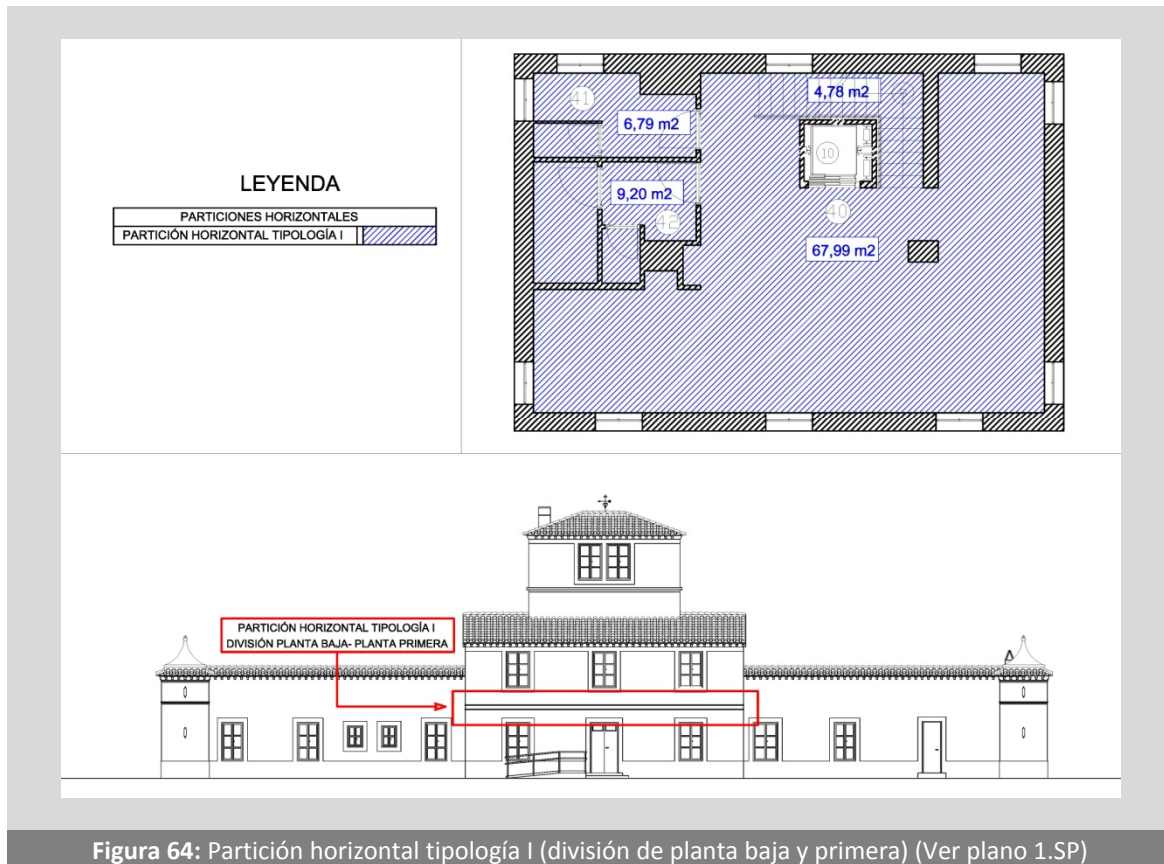 LEYENDA
PARTICIONES HORIZONTALES
PARTICIÓN HORIZONTAL TIPOLOGÍA I
41
6,79 m2
4,78 m2
10
9,20 m2
42
40
67,99 m2
PARTICIÓN HORIZONTAL TIPOLOGÍA I
DIVISIÓN PLANTA BAJA- PLANTA PRIMERA
Figura 64: Partición horizontal tipología I (división de planta baja y primera) (Ver plano 1.SP)